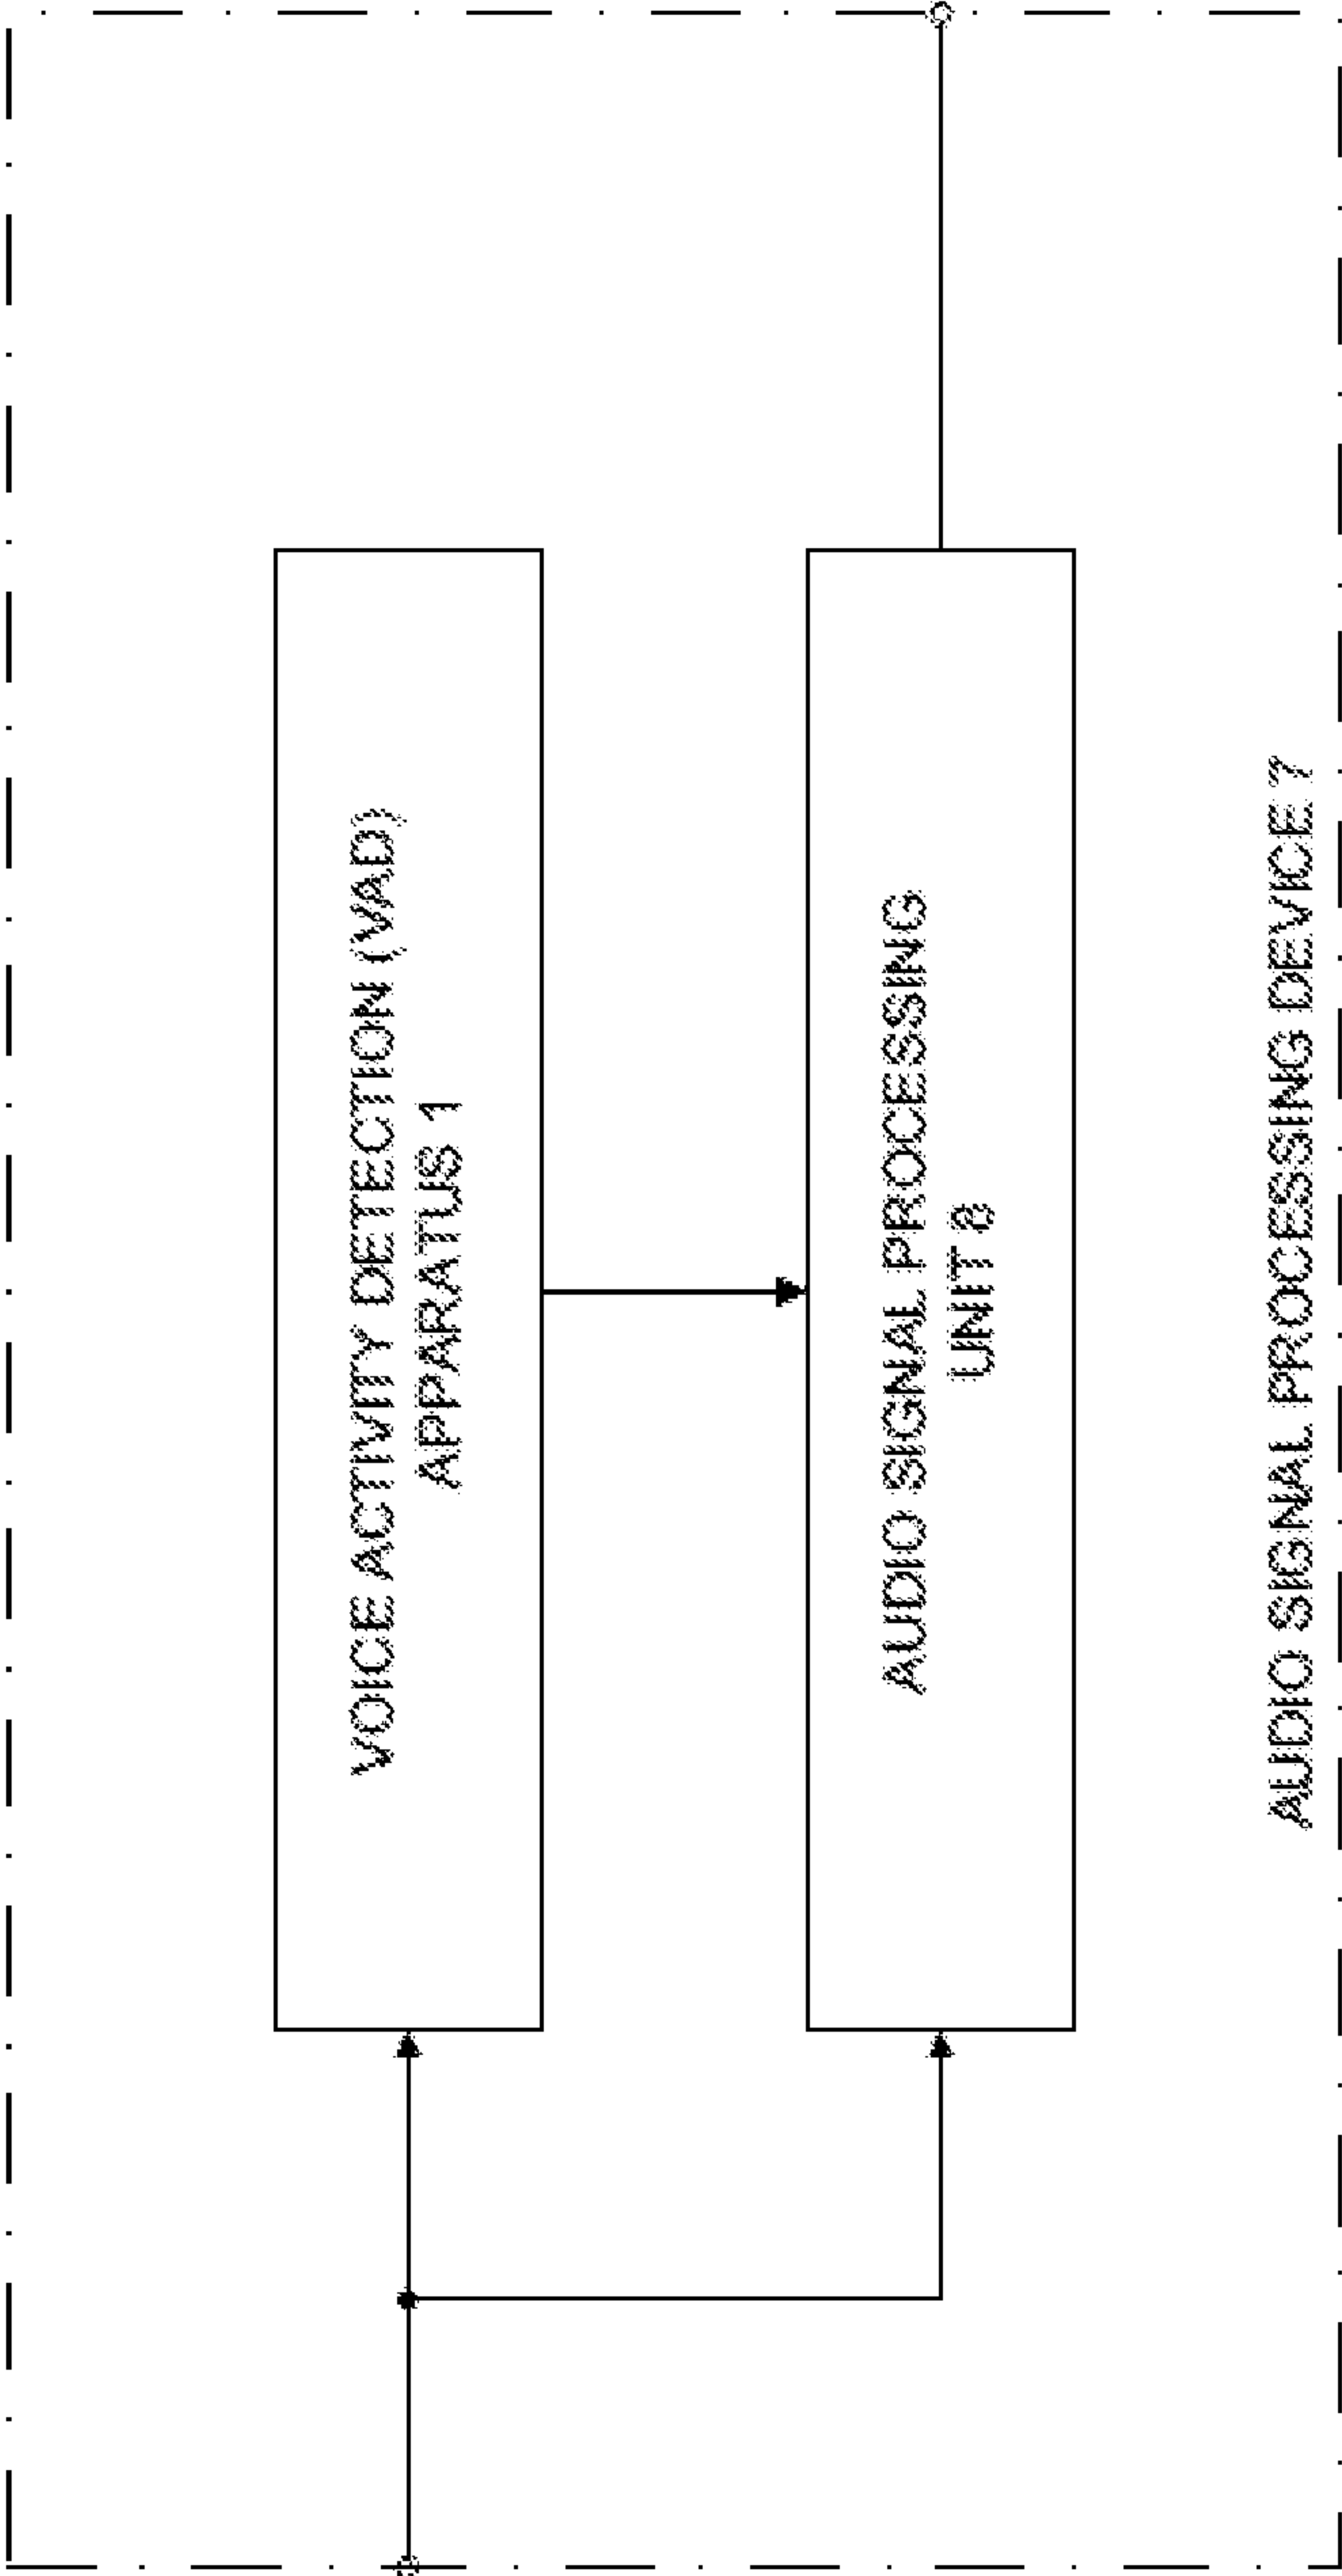 VOICE ACTIVITY DETECTION (VAD)
APPARATUS 1
AUDIO SIGNAL PROCESSING
UNIT 8
AUDIO SIGNAL PROCESSING DEVICE 7